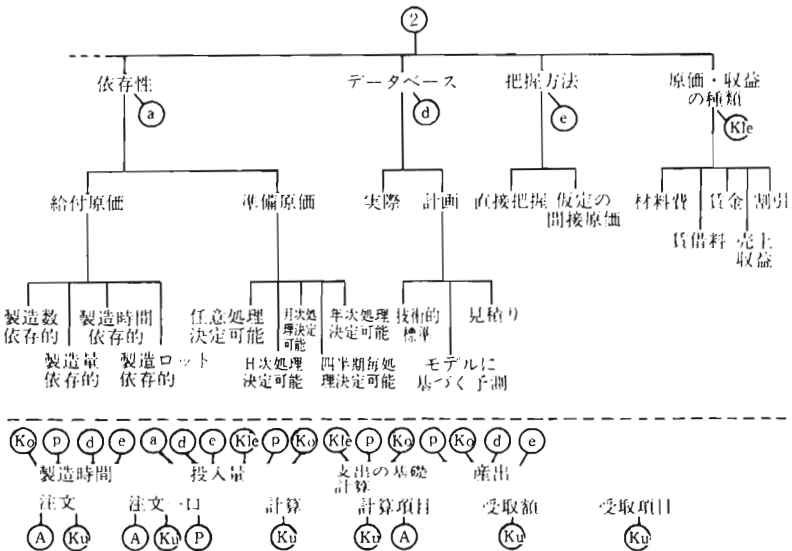 2
依存性
データベース
把握方法
原価・収益
の種類
a
d
e
Kle
給付原価
準備原価
実際
計画
直接把握
仮定の
間接原価
材料費
賃金
割引
賃借料
売上
収益
製造数
依存的
製造時間
依存的
任意処理
決定可能
月次処
理決定
可能
年次処理
決定可能
技術的
標準
見積り
製造量
依存的
製造ロット
依存的
日次処理
決定可能
四半期毎処
理決定可能
モデルに
基づく予測
Ko p d e a d e Kle p Ko Kle p Ko p Ko d e
製造時間
投入量
支出の基礎
計算
産出
注文
注文一口
計算
計算項目
受取額
受取項目
A Ku A Ku P Ku Ku A Ku Ku